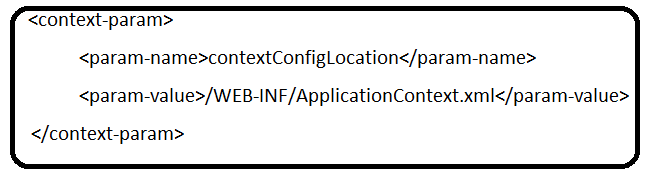 <context-param>
<param-name>contextConfigLocation</param-name>
<param-value>/WEB-INF/ApplicationContext.xml</param-value>
</context-param>